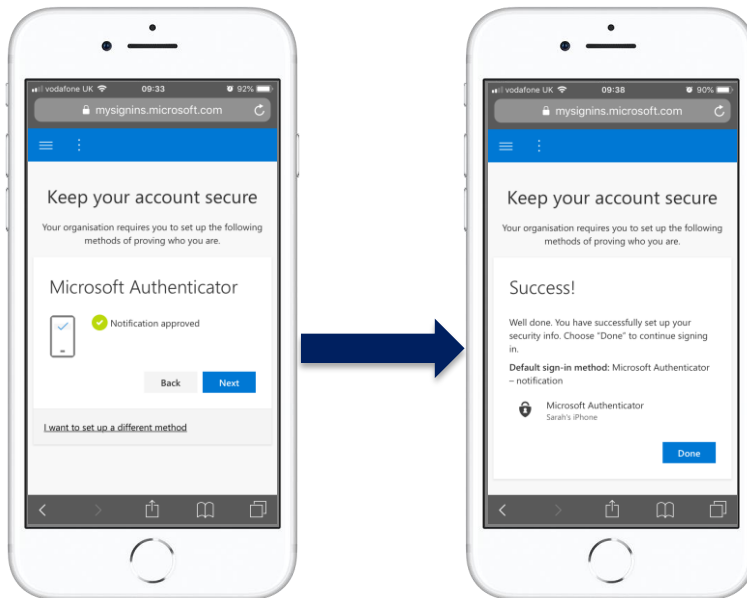 vodafone UK 09:33 92%
mysignins.microsoft.com
Keep your account secure
Your organisation requires you to set up the following
methods of proving who you are.
Microsoft Authenticator
Notification approved
Back Next
I want to set up a different method
vodafone UK 09:38 90%
mysignins.microsoft.com
Keep your account secure
Your organisation requires you to set up the following
methods of proving who you are.
Success!
Well done. You have successfully set up your
security info. Choose "Done" to continue signing
in.
Default sign-in method: Microsoft Authenticator
– notification
Microsoft Authenticator
Sarah's iPhone
Done